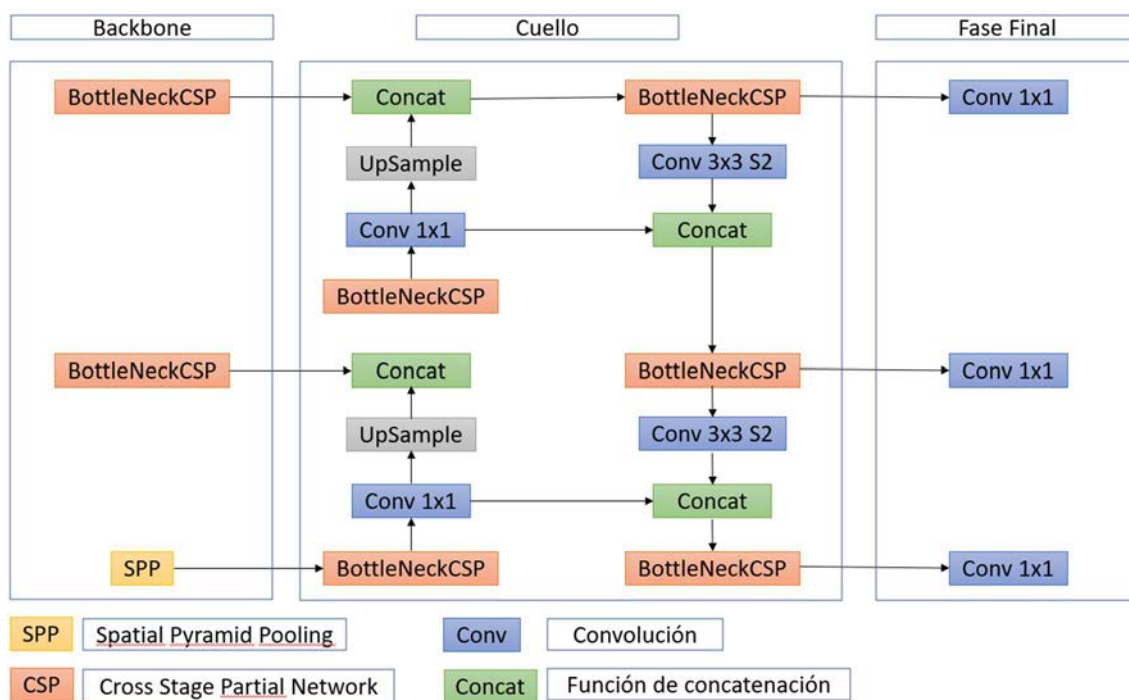 Backbone
Cuello
Fase Final
BottleNeckCSP
Concat
BottleNeckCSP
Conv 1x1
UpSample
Conv 3x3 S2
Conv 1x1
Concat
BottleNeckCSP
BottleNeckCSP
Concat
BottleNeckCSP
Conv 1x1
UpSample
Conv 3x3 S2
Conv 1x1
Concat
SPP
BottleNeckCSP
BottleNeckCSP
Conv 1x1
SPP
Spatial Pyramid Pooling
Conv
Convolución
CSP
Cross Stage Partial Network
Concat
Función de concatenación